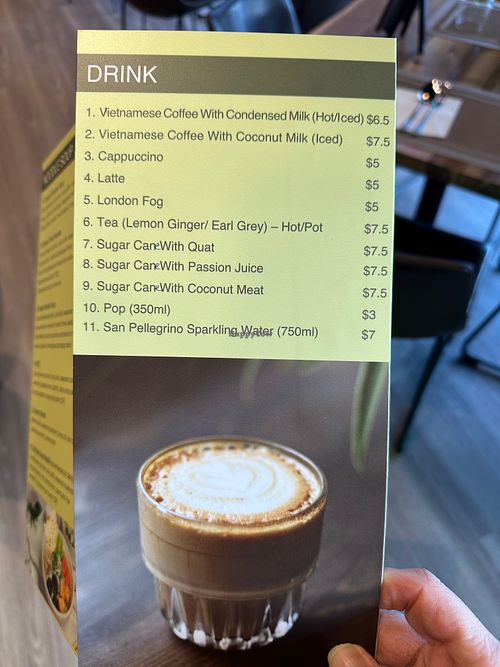 DRINK
1. Vietnamese Coffee With Condensed Milk (Hot/Iced) $6.5
2. Vietnamese Coffee With Coconut Milk (Iced) $7.5
3. Cappuccino $5
4. Latte $5
5. London Fog $5
6. Tea (Lemon Ginger/ Earl Grey) – Hot/Pot $7.5
7. Sugar Cane With Quat $7.5
8. Sugar Cane With Passion Juice $7.5
9. Sugar Cane With Coconut Meat $7.5
10. Pop (350ml) $3
11. San Pellegrino Sparkling Water (750ml) $7
NOODLE SOUP